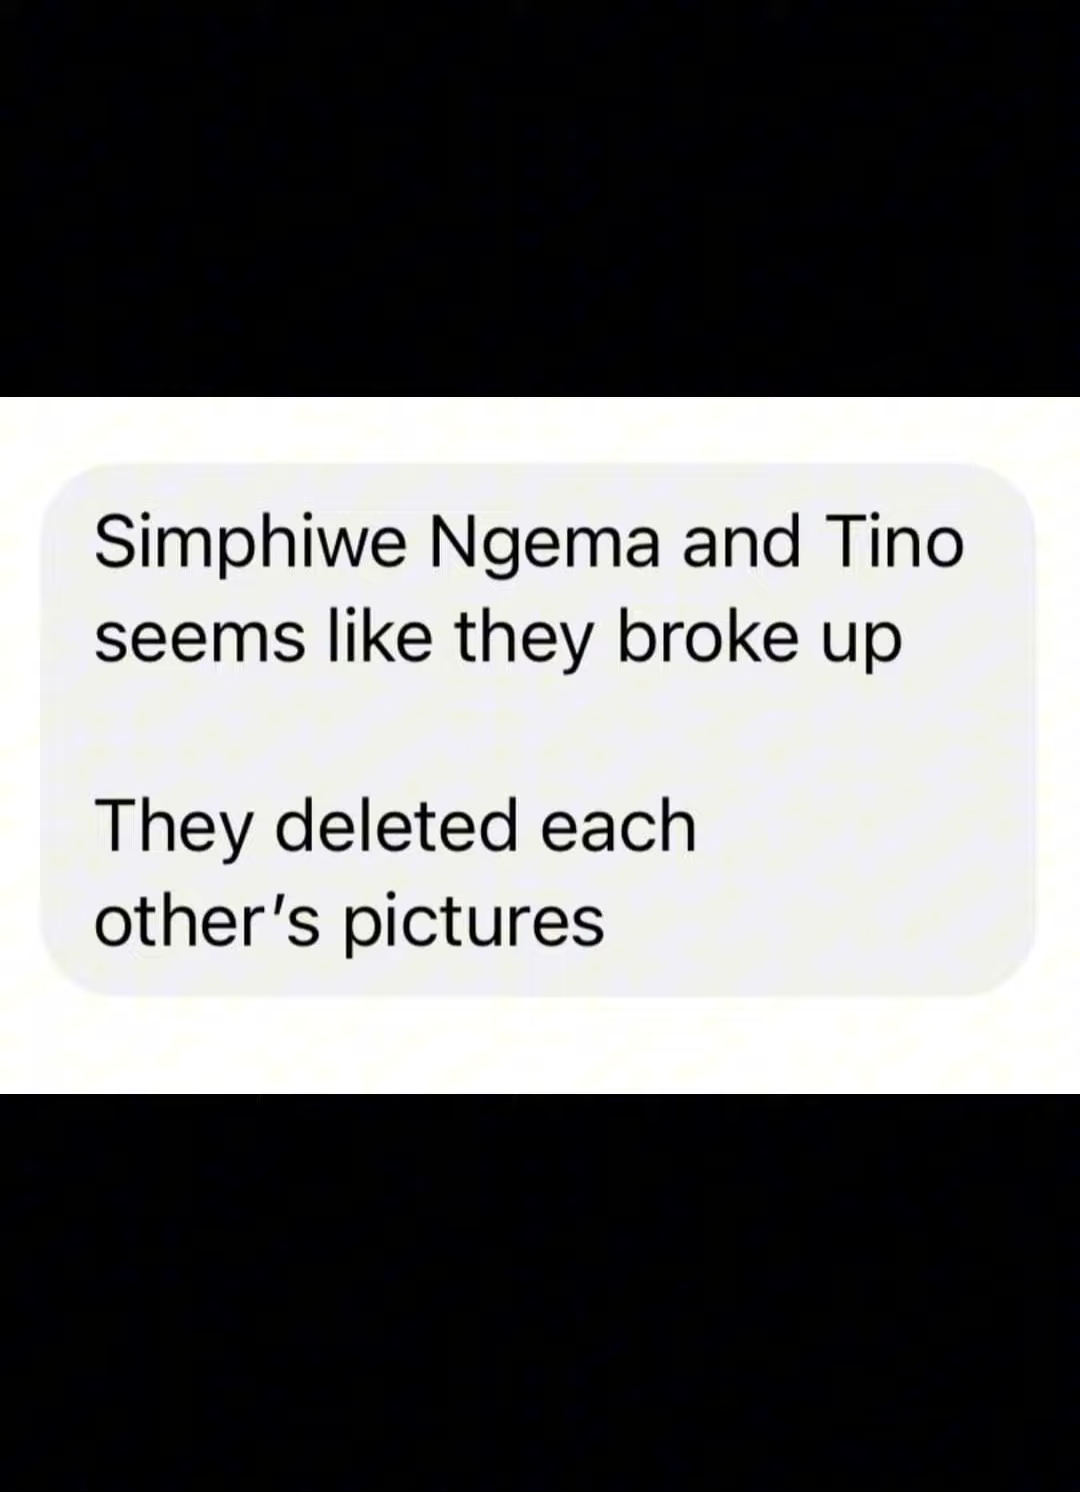 Simphiwe Ngema and Tino
seems like they broke up
They deleted each
other’s pictures